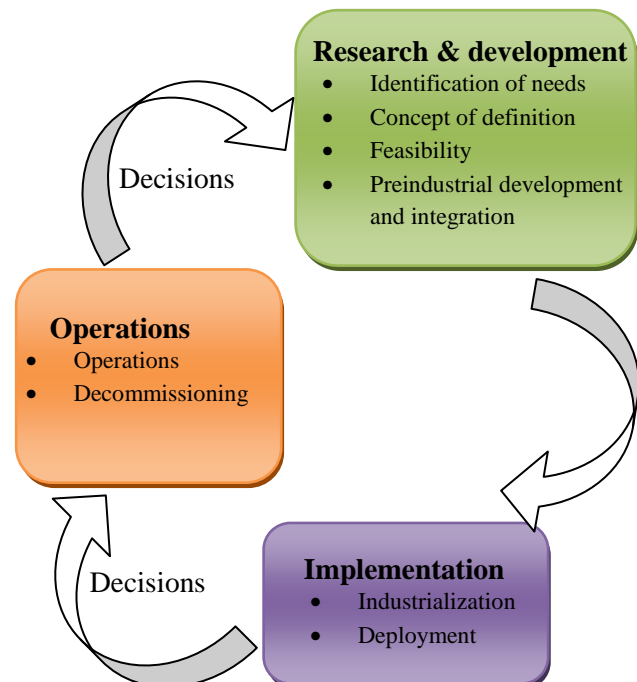 Research & development
• Identification of needs
• Concept of definition
• Feasibility
• Preindustrial development
and integration
Decisions
Operations
• Operations
• Decommissioning
Implementation
• Industrialization
• Deployment
Decisions